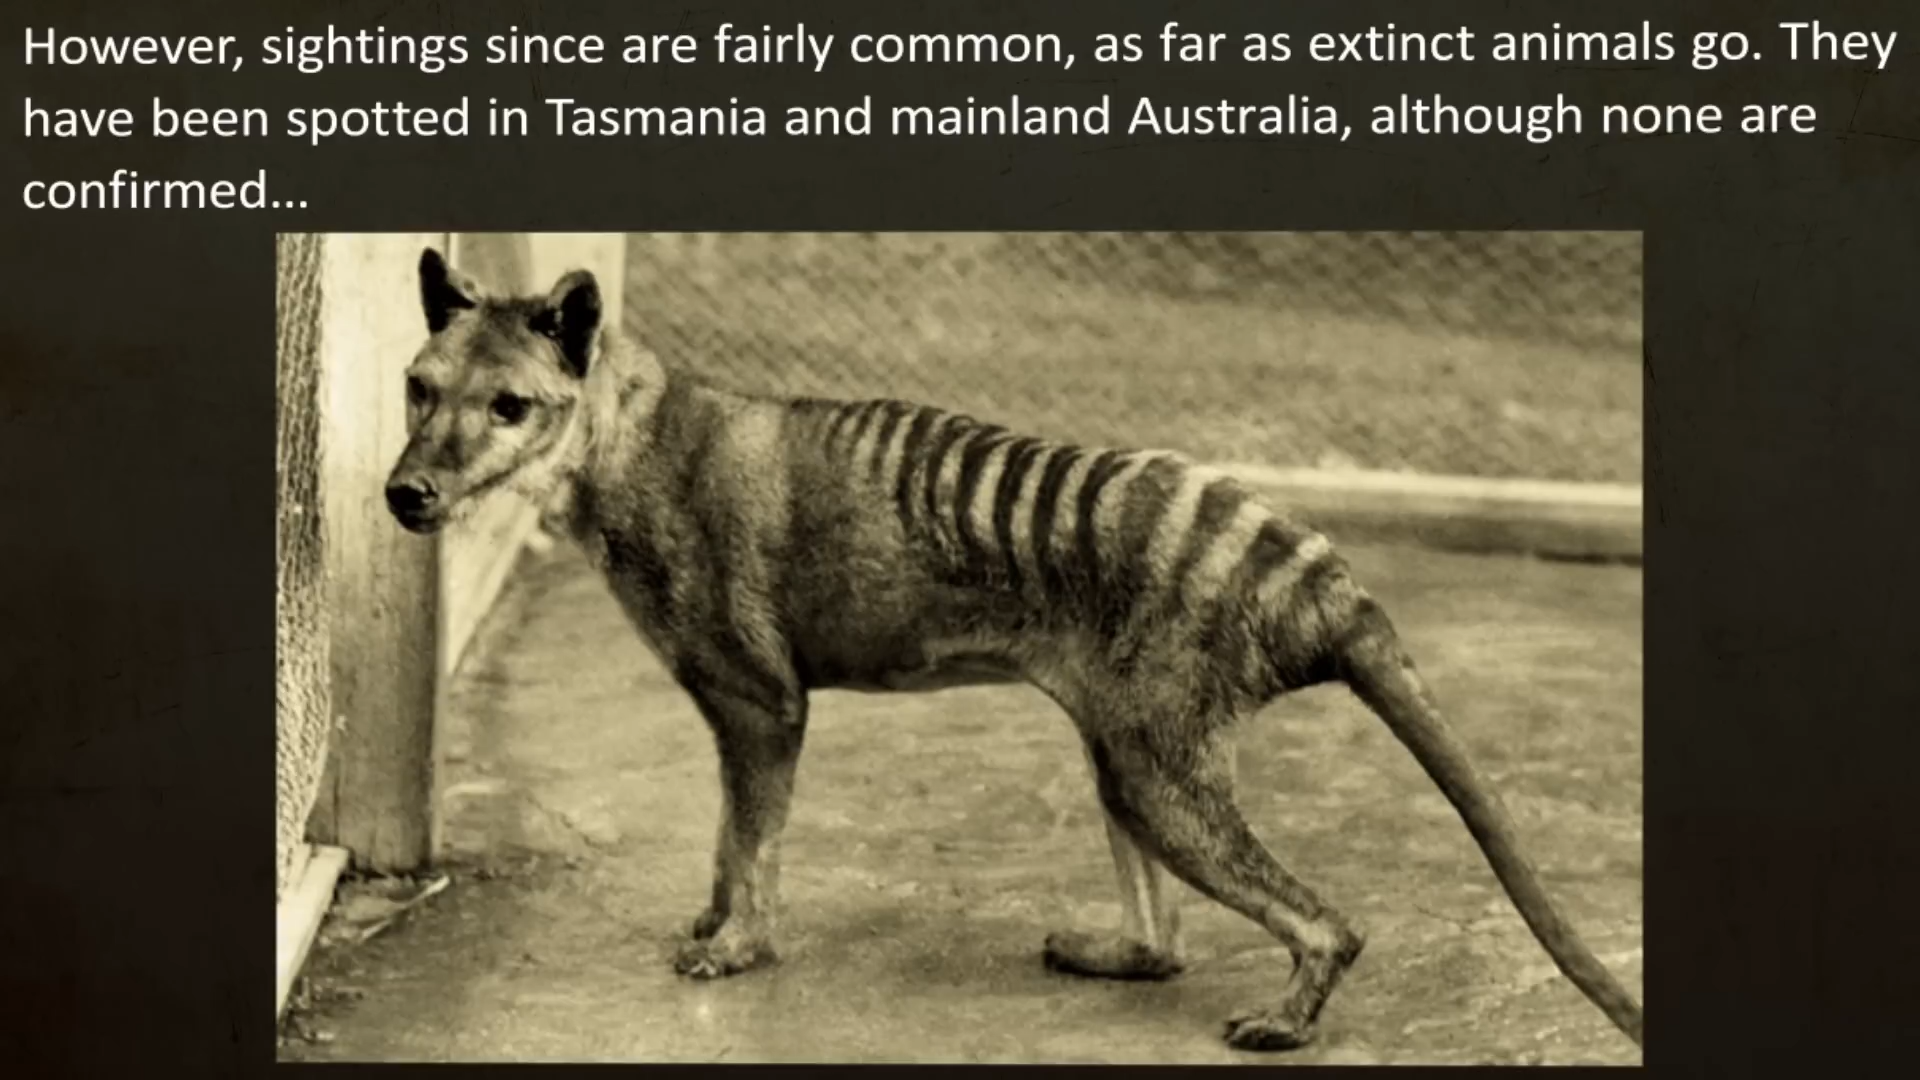 However, sightings since are fairly common, as far as extinct animals go. They
have been spotted in Tasmania and mainland Australia, although none are
confirmed...